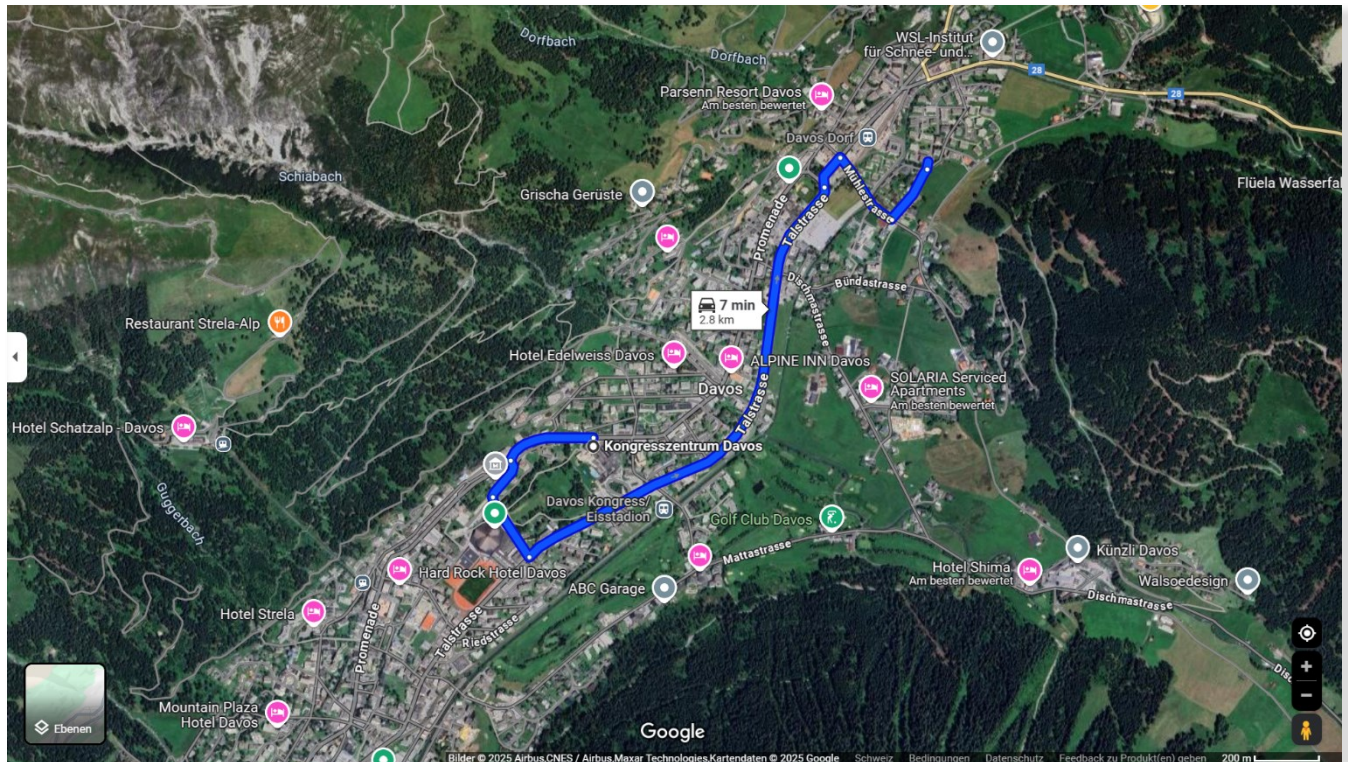 Dorfbach
Dorfbach
WSL-Institut
für Schnee- und...
28
28
Parsenn Resort Davos
Am besten bewertet
Davos Dorf
Schiabach
Grischa Gerüste
Mühlestrasse
Flüela Wasserfal
Promenade
Talstrasse
Dischmastrasse
Bündastrasse
7 min
2.8 km
Restaurant Strela-Alp
Hotel Edelweiss Davos
ALPINE INN Davos
Davos
SOLARIA Serviced
Apartments
Am besten bewertet
Talstrasse
Hotel Schatzalp - Davos
Kongresszentrum Davos
Guggerbach
Davos Kongress/
Eisstadion
Golf Club Davos
Mattastrasse
Künzli Davos
Hard Rock Hotel Davos
Hotel Shima
Am besten bewertet
Walsoedesign
ABC Garage
Dischmastrasse
Hotel Strela
Promenade
Talstrasse
Riedstrasse
Disc
Mountain Plaza
Hotel Davos
Ebenen
Google
Bilder © 2025 Airbus,CNES / Airbus,Maxar Technologies,Kartendaten © 2025 Google Schweiz Bedingungen Datenschutz Feedback zu Produkt(en) geben 200 m